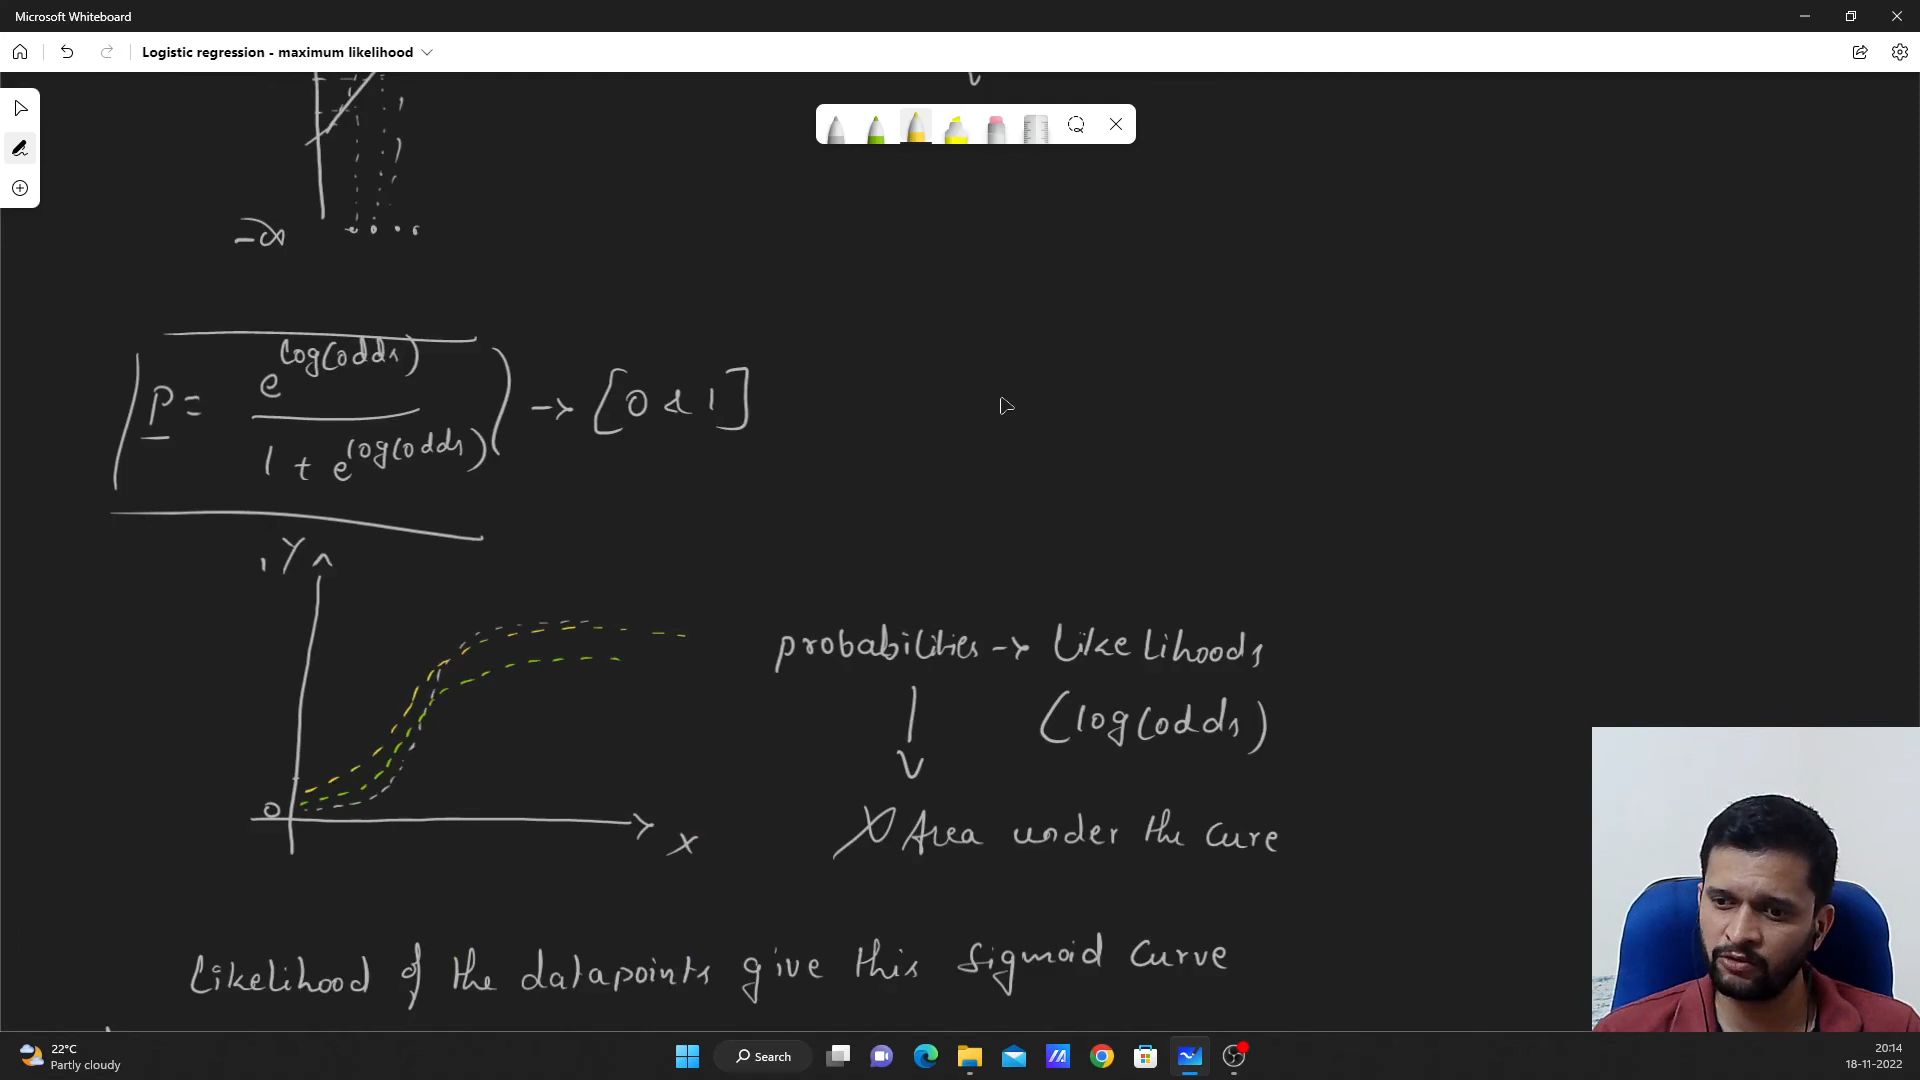 Microsoft Whiteboard
Logistic regression - maximum likelihood
-∞
P = e^log(odds) / 1 + e^log(odds) -> [0 & 1]
Y
probabilities -> Likelihoods
(log(odds)
0
X
Area under the cure
Likelihood of the datapoints give this sigmoid curve
22°C
Partly cloudy
Search
20:14
18-11-2022